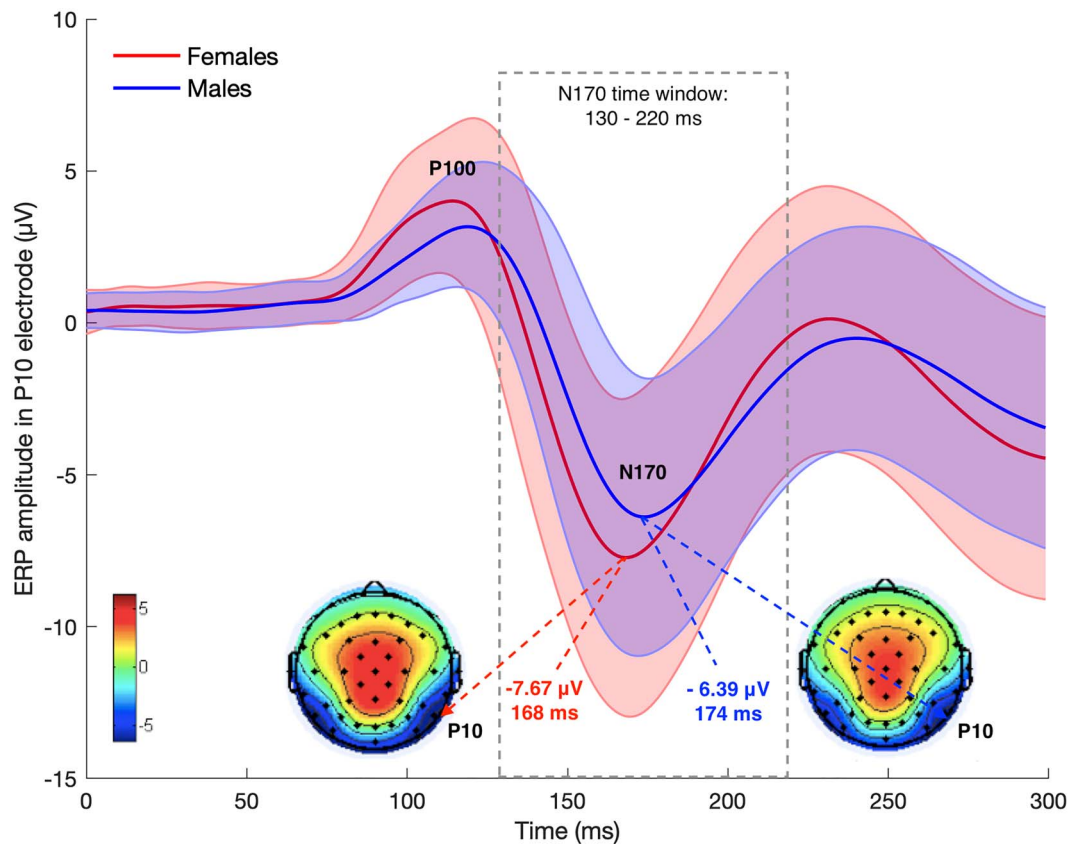 10
Females
Males
N170 time window:
130 - 220 ms
P100
5
0
-5
-10
-15
ERP amplitude in P10 electrode (µV)
N170
5
0
-5
-7.67 µV
168 ms
- 6.39 µV
174 ms
P10
P10
0
50
100
150
200
250
300
Time (ms)